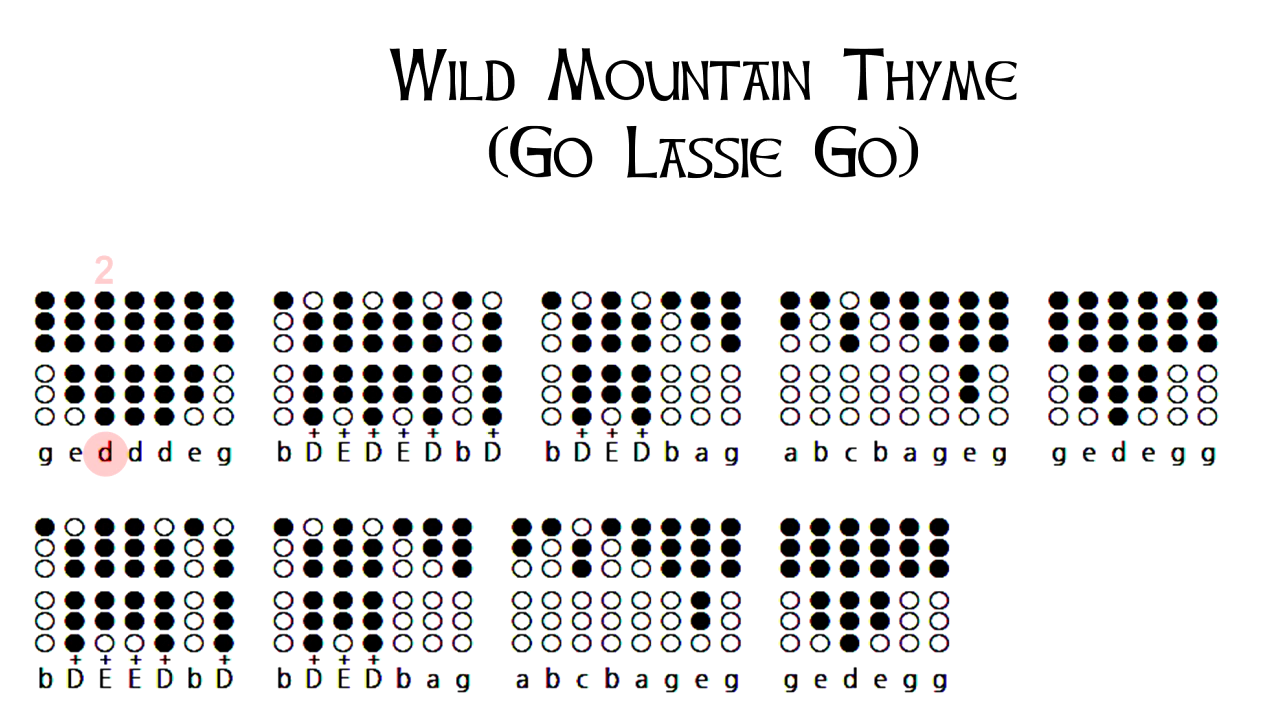 Wild Mountain Thyme
(Go Lassie Go)
2
+ + + + + + + + +
g e d d d e g b D E D E D b D b D E D b a g a b c b a g e g g e d e g g
+ + + + + + + +
b D E E D b D b D E D b a g a b c b a g e g g e d e g g